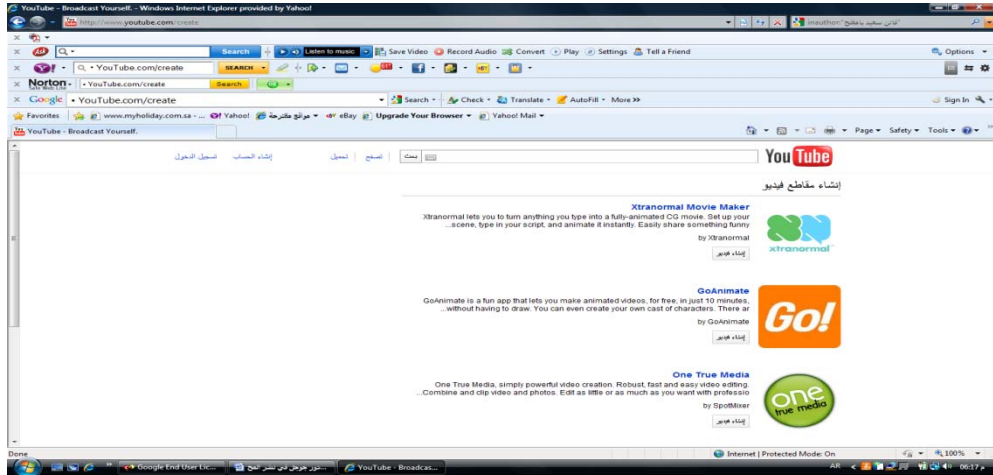 YouTube - Broadcast Yourself. - Windows Internet Explorer provided by Yahoo!
http://www.youtube.com/create
Ask Search Listen to music Save Video Record Audio Convert Play Settings Tell a Friend Options
Y! YouTube.com/create SEARCH
Norton YouTube.com/create Search
Safe Web Lite
Google YouTube.com/create Search Check Translate AutoFill More >> Sign In
Favorites www.myholiday.com.sa - ... Yahoo! مواقع مقترحة eBay Upgrade Your Browser Yahoo! Mail
YouTube - Broadcast Yourself. Page Safety Tools
You Tube
بحث | تصفح | تحميل إنشاء الحساب تسجيل الدخول
إنشاء مقاطع فيديو
Xtranormal Movie Maker
Xtranormal lets you to turn anything you type into a fully-animated CG movie. Set up your
...scene, type in your script, and animate it instantly. Easily share something funny
by Xtranormal
إنشاء فيديو
xtranormal
GoAnimate
GoAnimate is a fun app that lets you make animated videos, for free, in just 10 minutes,
...without having to draw. You can even create your own cast of characters. There ar
by GoAnimate
إنشاء فيديو
Go!
One True Media
One True Media, simply powerful video creation. Robust, fast and easy video editing.
...Combine and clip video and photos. Edit as little or as much as you want with professio
by SpotMixer
إنشاء فيديو
one
true media
Done Internet | Protected Mode: On 100%
Google End User Lic... YouTube - Broadcas... AR 06:17 م